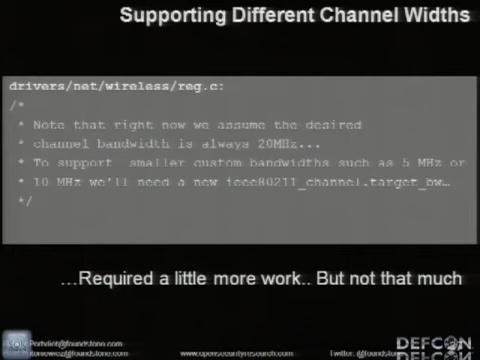 Supporting Different Channel Widths
drivers/net/wireless/reg.c:
/*
* Note that right now we assume the desired
* channel bandwidth is always 20MHz...
* To support smaller custom bandwidths such as 5 MHz or
* 10 MHz we'll need a new ieee80211_channel.target_bw…
*/
…Required a little more work.. But not that much
www.opensecurityresearch.com
Twitter:
DEFCON